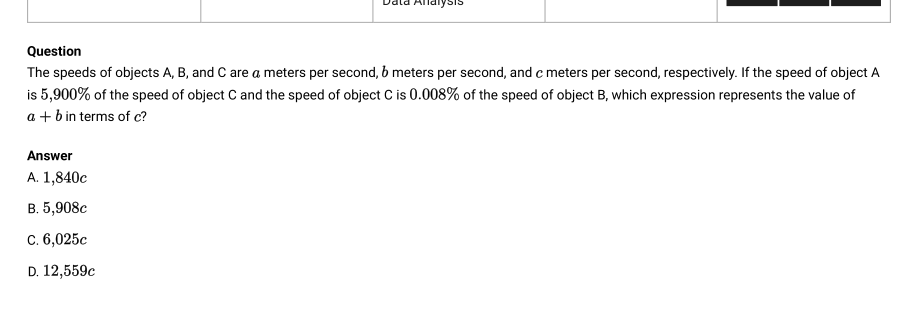 Data Analysis
Question
The speeds of objects A, B, and C are a meters per second, b meters per second, and c meters per second, respectively. If the speed of object A
is 5,900% of the speed of object C and the speed of object C is 0.008% of the speed of object B, which expression represents the value of
a + b in terms of c?
Answer
A. 1,840c
B. 5,908c
C. 6,025c
D. 12,559c